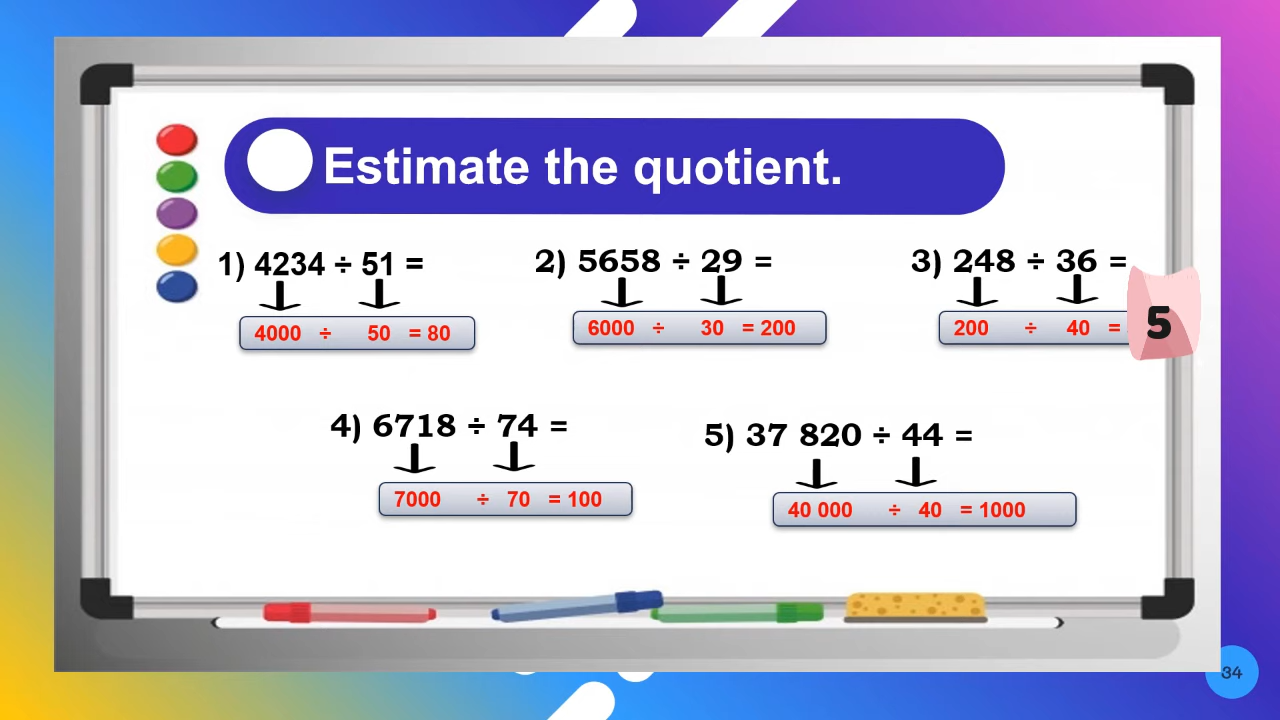 Estimate the quotient.
1) 4234 ÷ 51 =
4000 ÷ 50 = 80
2) 5658 ÷ 29 =
6000 ÷ 30 = 200
3) 248 ÷ 36 =
200 ÷ 40 = 5
4) 6718 ÷ 74 =
7000 ÷ 70 = 100
5) 37 820 ÷ 44 =
40 000 ÷ 40 = 1000
34